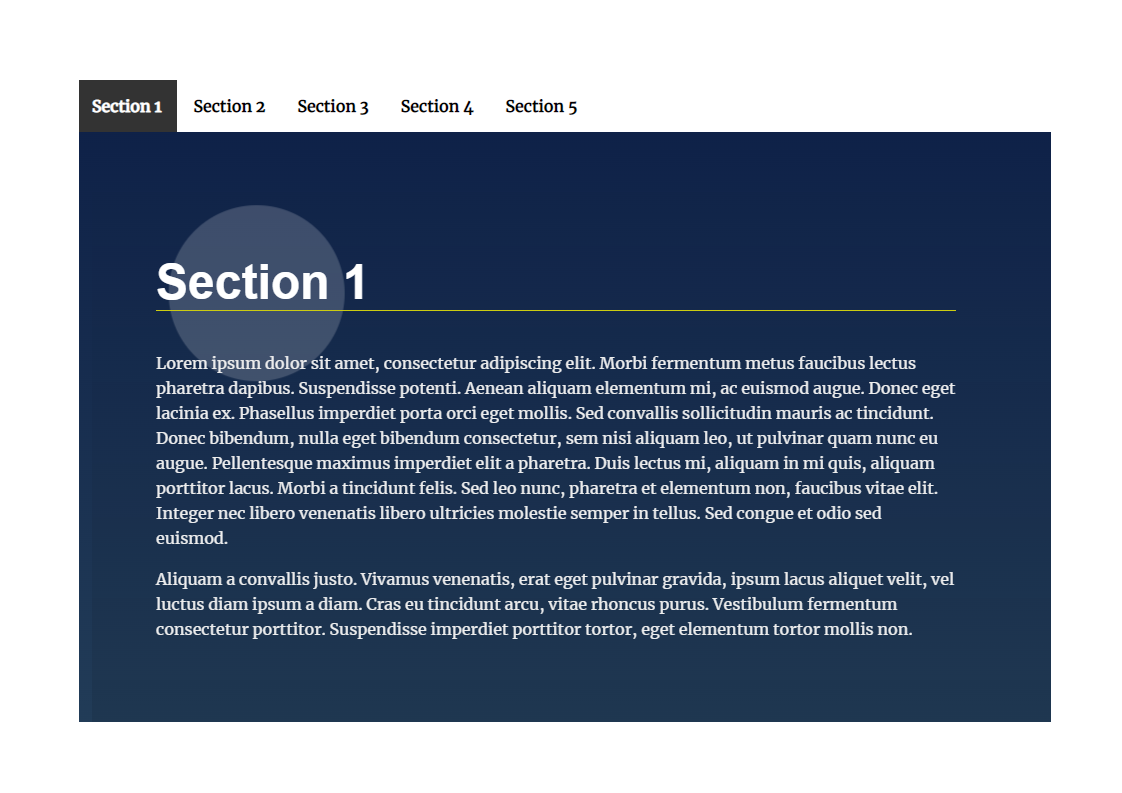 Section 1 Section 2 Section 3 Section 4 Section 5
Section 1
Lorem ipsum dolor sit amet, consectetur adipiscing elit. Morbi fermentum metus faucibus lectus
pharetra dapibus. Suspendisse potenti. Aenean aliquam elementum mi, ac euismod augue. Donec eget
lacinia ex. Phasellus imperdiet porta orci eget mollis. Sed convallis sollicitudin mauris ac tincidunt.
Donec bibendum, nulla eget bibendum consectetur, sem nisi aliquam leo, ut pulvinar quam nunc eu
augue. Pellentesque maximus imperdiet elit a pharetra. Duis lectus mi, aliquam in mi quis, aliquam
porttitor lacus. Morbi a tincidunt felis. Sed leo nunc, pharetra et elementum non, faucibus vitae elit.
Integer nec libero venenatis libero ultricies molestie semper in tellus. Sed congue et odio sed
euismod.
Aliquam a convallis justo. Vivamus venenatis, erat eget pulvinar gravida, ipsum lacus aliquet velit, vel
luctus diam ipsum a diam. Cras eu tincidunt arcu, vitae rhoncus purus. Vestibulum fermentum
consectetur porttitor. Suspendisse imperdiet porttitor tortor, eget elementum tortor mollis non.